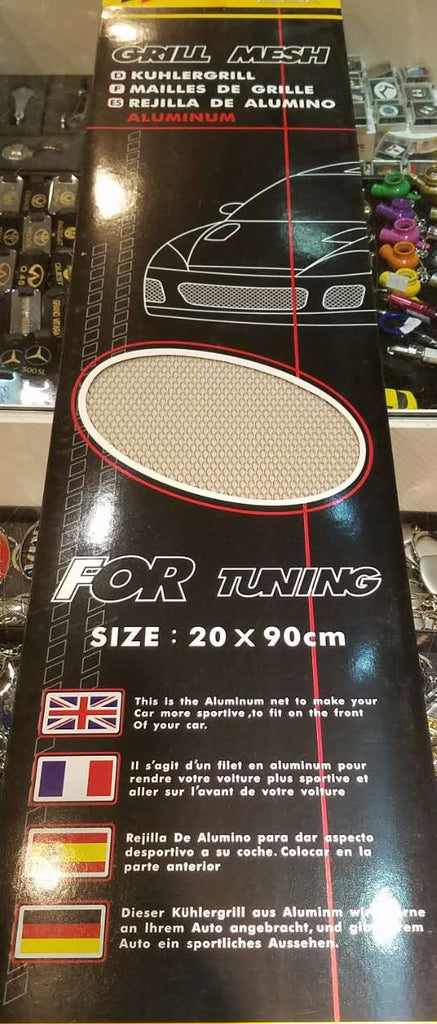 GRILL MESH
D KUHLERGRILL
F MAILLES DE GRILLE
ES REJILLA DE ALUMINO
ALUMINUM
FOR TUNING
SIZE : 20 X 90cm
This is the Aluminum net to make your
Car more sportive ,to fit on the front
Of your car.
Il s'agit d'un filet en aluminum pour
rendre votre voiture plus sportive et
aller sur l'avant de votre voiture
Rejilla De Alumino para dar aspecto
desportivo a su coche. Colocar en la
parte anterior
Dieser Kühlergrill aus Aluminm
an Ihrem Auto angebracht, und
Auto ein sportliches Aussehen.
300SL